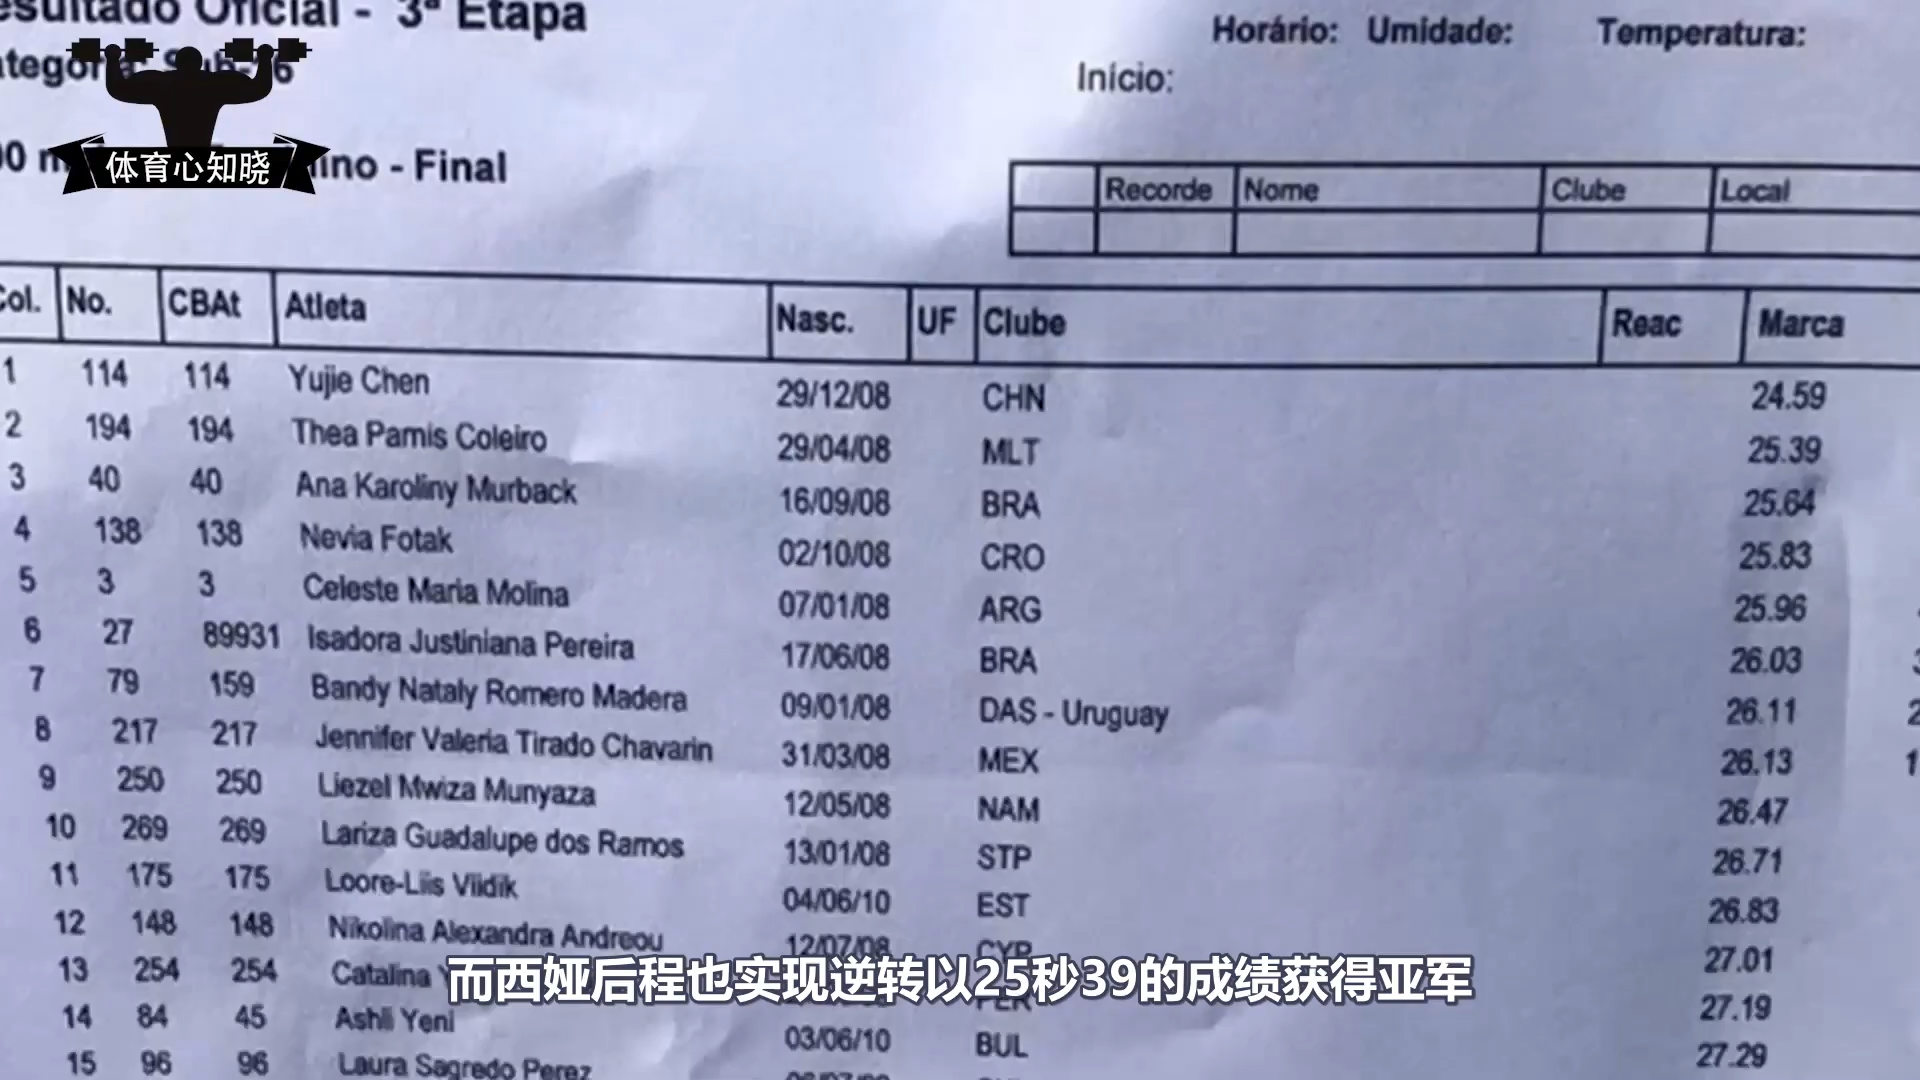 esultado Oficial - 3ª Etapa
Horário: Umidade: Temperatura:
Início:
体育心知晓
ino - Final
Recorde Nome Clube Local
Col. No. CBAt Atleta Nasc. UF Clube Reac Marca
1 114 114 Yujie Chen 29/12/08 CHN 24.59
2 194 194 Thea Parnis Coleiro 29/04/08 MLT 25.39
3 40 40 Ana Karoliny Murback 16/09/08 BRA 25.64
4 138 138 Nevia Fotak 02/10/08 CRO 25.83
5 3 3 Celeste Maria Molina 07/01/08 ARG 25.96
6 27 89931 Isadora Justiniana Pereira 17/06/08 BRA 26.03
7 79 159 Bandy Nataly Romero Madera 09/01/08 DAS - Uruguay 26.11
8 217 217 Jennifer Valeria Tirado Chavarin 31/03/08 MEX 26.13
9 250 250 Liezel Mwiza Munyaza 12/05/08 NAM 26.47
10 269 269 Lariza Guadalupe dos Ramos 13/01/08 STP 26.71
11 175 175 Loore-Liis Viidik 04/06/10 EST 26.83
12 148 148 Nikolina Alexandra Andreou 12/07/08 CYP 27.01
13 254 254 Catalina PER 27.19
14 84 45 Ashli Yeni 03/06/10 BUL 27.29
15 96 96 Laura Sagredo Perez
而西娅后程也实现逆转以25秒39的成绩获得亚军